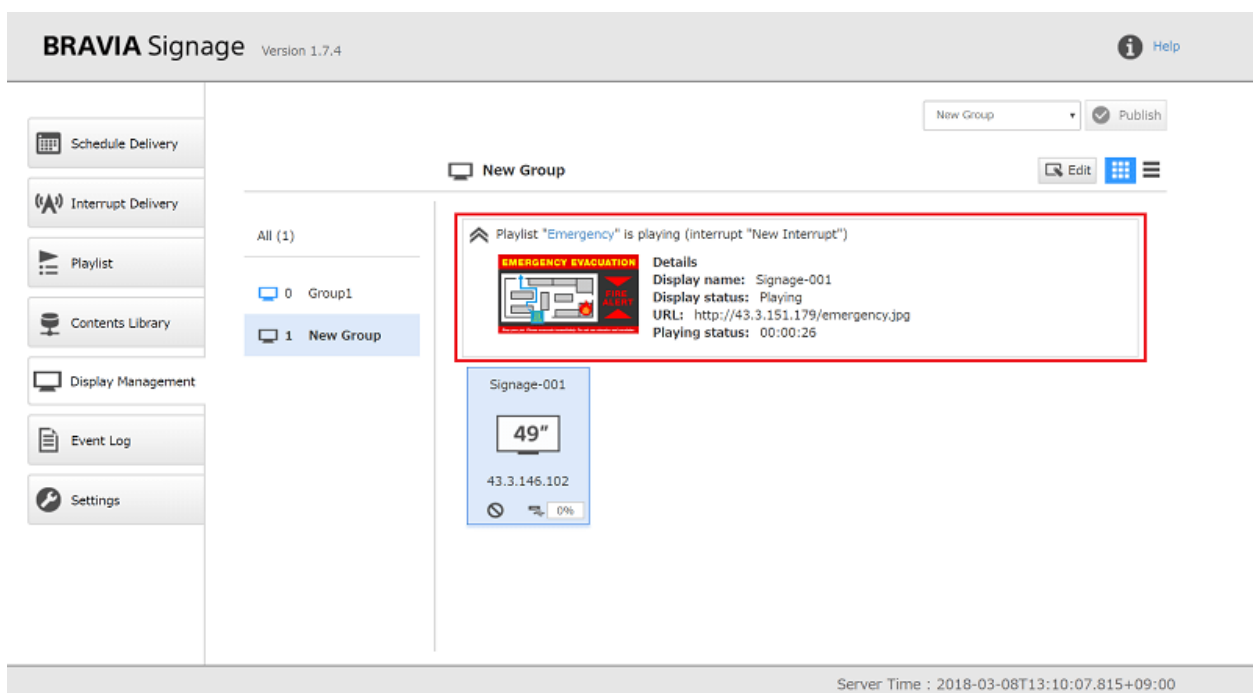 BRAVIA Signage Version 1.7.4
Help
New Group
Publish
Schedule Delivery
Interrupt Delivery
Playlist
Contents Library
Display Management
Event Log
Settings
New Group
Edit
All (1)
0 Group1
1 New Group
Playlist "Emergency" is playing (interrupt "New Interrupt")
EMERGENCY EVACUATION
FIRE
ALERT
Details
Display name: Signage-001
Display status: Playing
URL: http://43.3.151.179/emergency.jpg
Playing status: 00:00:26
Signage-001
49"
43.3.146.102
0%
Server Time : 2018-03-08T13:10:07.815+09:00